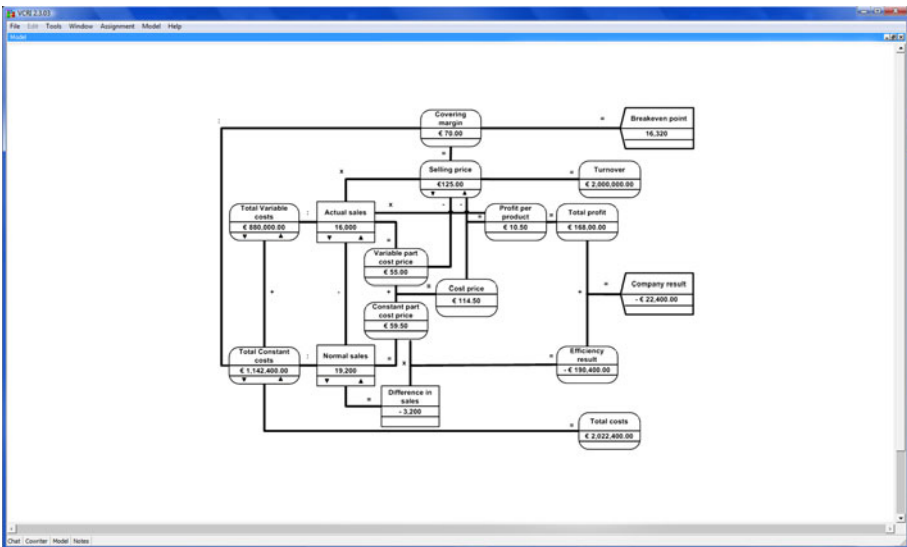 VCRI 2.3.03
File Edit Tools Window Assignment Model Help
Model
Covering
margin
€ 70.00
:
=
Breakeven point
16,320
=
x
Selling price
€125.00
▼ ▲
=
Turnover
€ 2,000,000.00
Total Variable
costs
€ 880,000.00
▼ ▲
:
Actual sales
16,000
▼ ▲
x
-
-
=
Profit per
product
€ 10.50
=
Total profit
€ 168,00.00
=
Variable part
cost price
€ 55.00
+
-
+
=
Cost price
€ 114.50
+
=
Company result
- € 22,400.00
Constant part
cost price
€ 59.50
Total Constant
costs
€ 1,142,400.00
▼ ▲
:
Normal sales
19,200
▼ ▲
=
x
=
Efficiency
result
- € 190,400.00
=
Difference in
sales
- 3,200
=
Total costs
€ 2,022,400.00
Chat Cowriter Model Notes